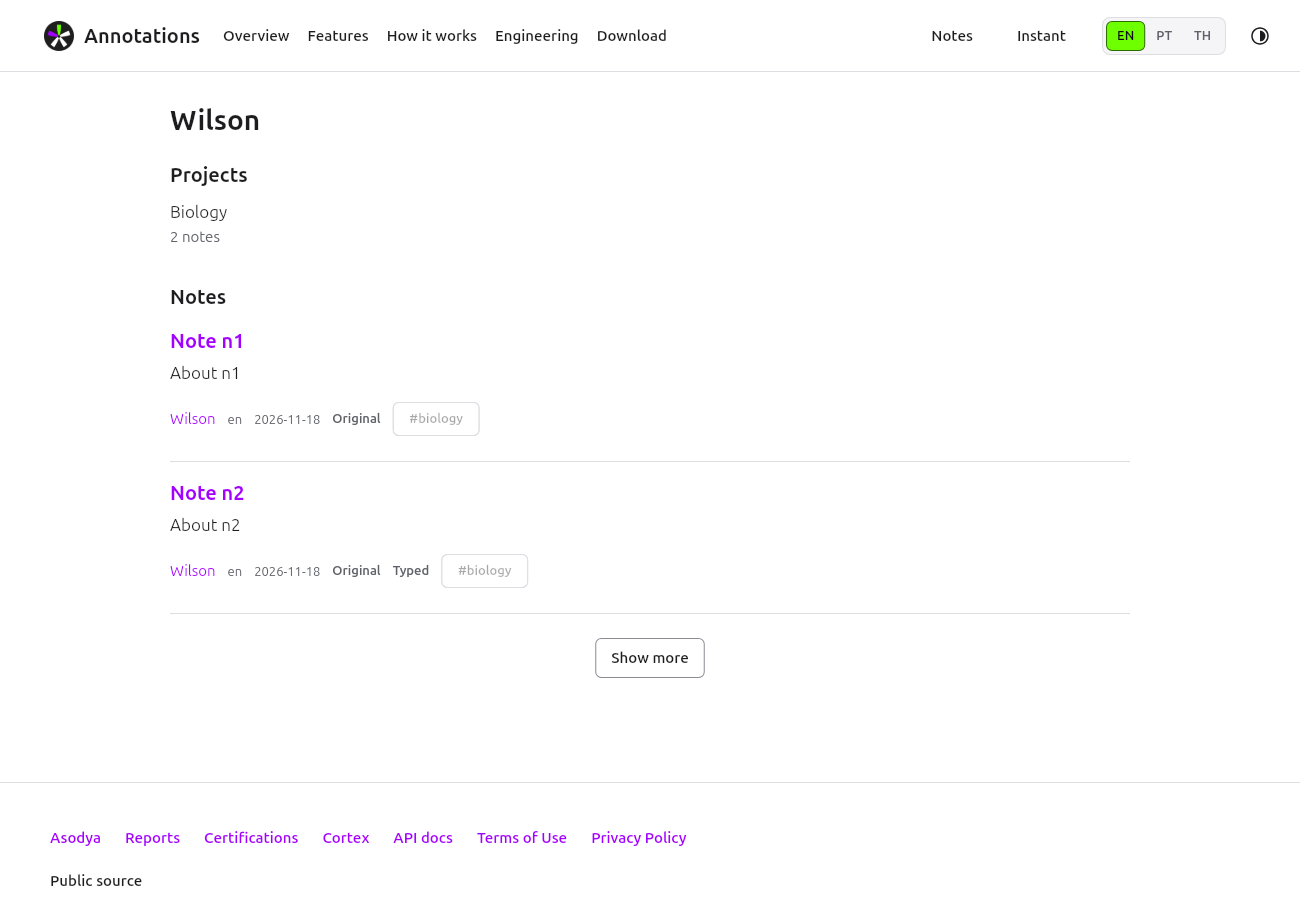 Annotations Overview Features How it works Engineering Download Notes Instant EN PT TH
Wilson
Projects
Biology
2 notes
Notes
Note n1
About n1
Wilson en 2026-11-18 Original #biology
Note n2
About n2
Wilson en 2026-11-18 Original Typed #biology
Show more
Asodya Reports Certifications Cortex API docs Terms of Use Privacy Policy
Public source